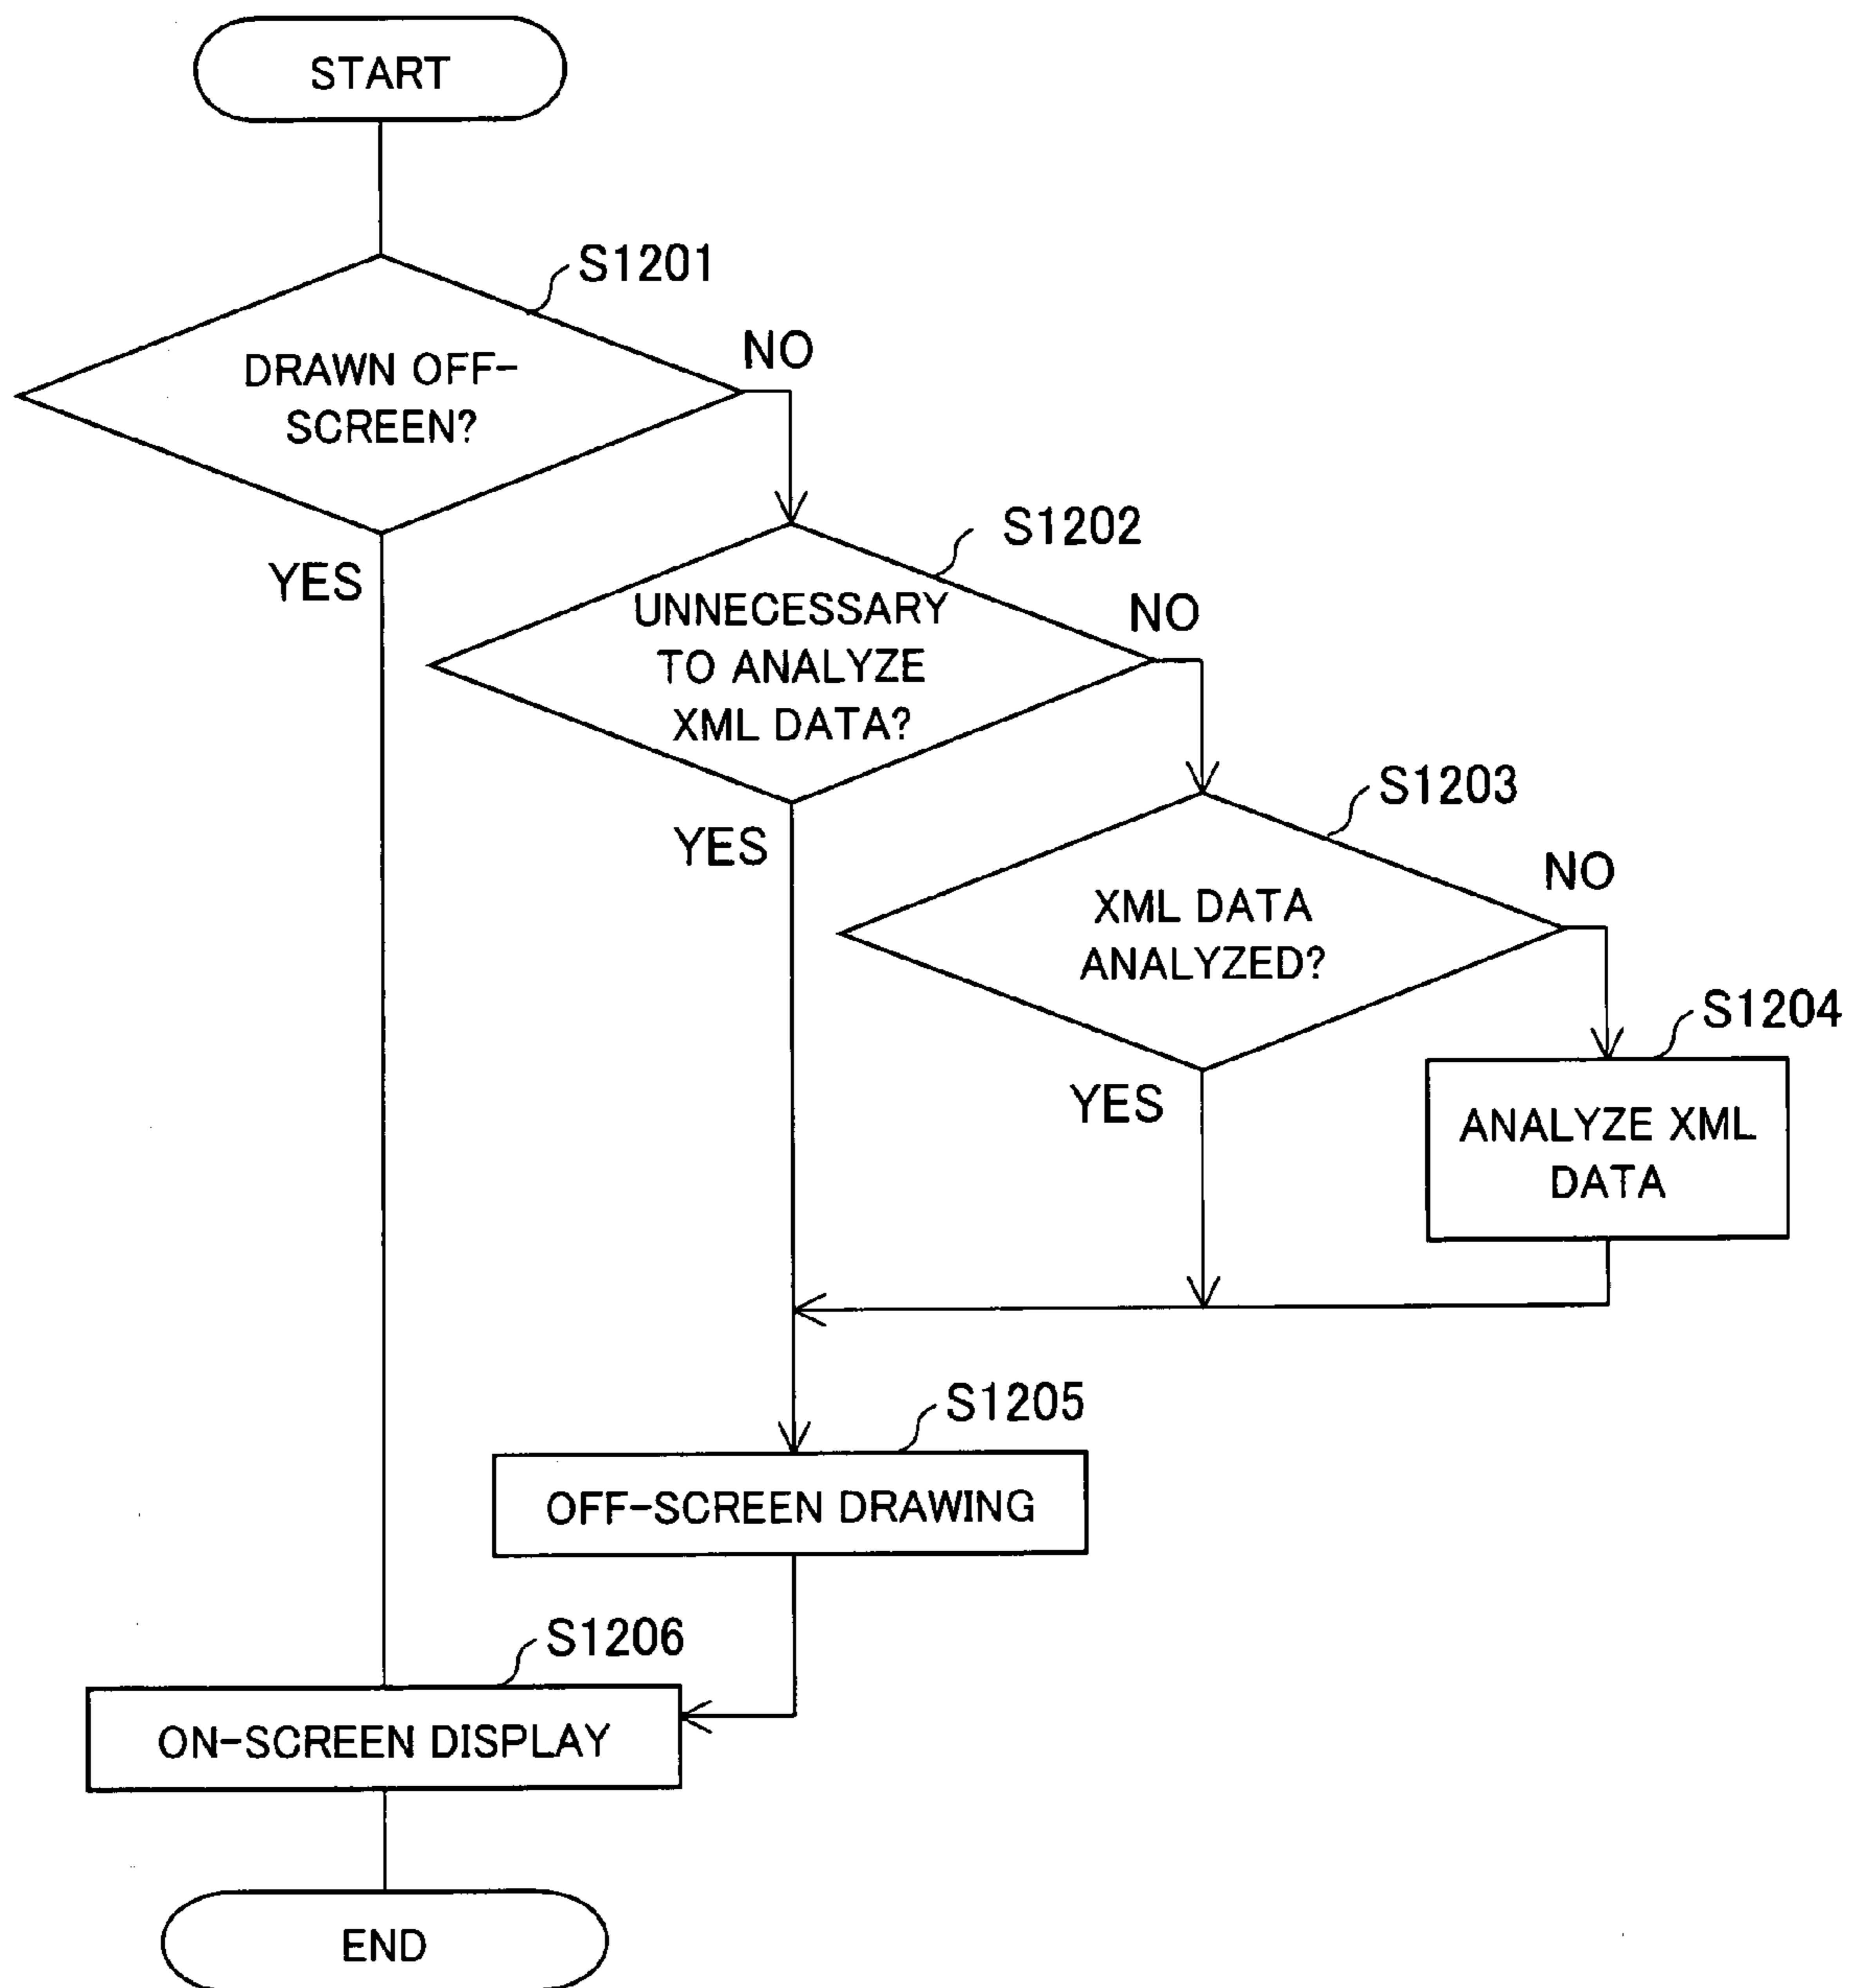 START
S1201
DRAWN OFF-
SCREEN?
NO
YES
S1202
UNNECESSARY
TO ANALYZE
XML DATA?
NO
YES
S1203
XML DATA
ANALYZED?
NO
YES
S1204
ANALYZE XML
DATA
S1205
OFF-SCREEN DRAWING
S1206
ON-SCREEN DISPLAY
END